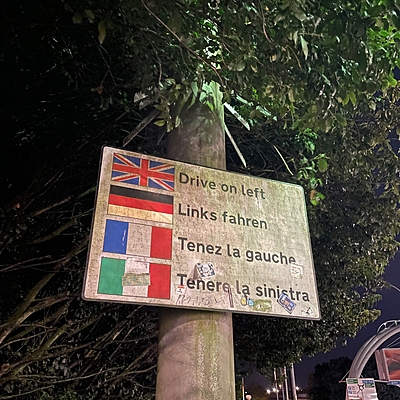 Drive on left
Links fahren
Tenez la gauche
Tenere la sinistra